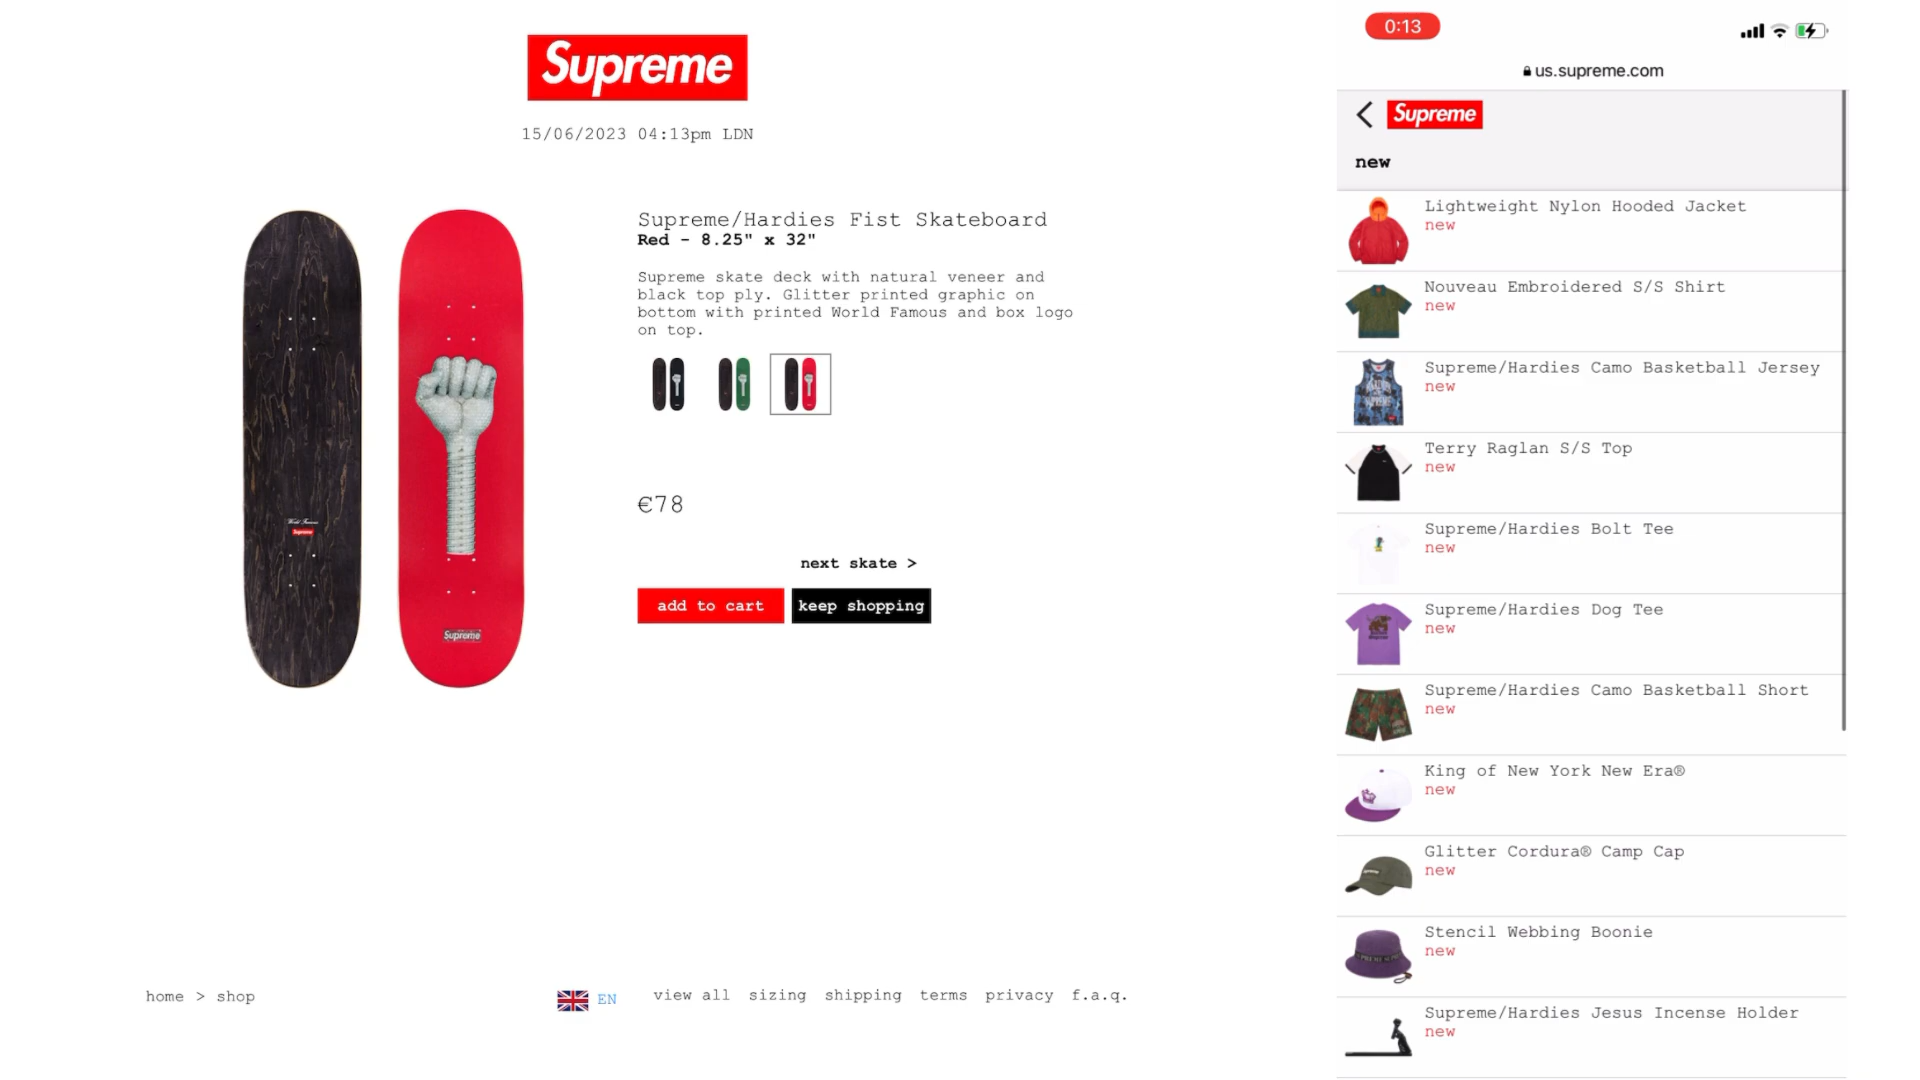 Supreme
15/06/2023 04:13pm LDN
World Famous
Supreme
Supreme
Supreme/Hardies Fist Skateboard
Red - 8.25" x 32"
Supreme skate deck with natural veneer and
black top ply. Glitter printed graphic on
bottom with printed World Famous and box logo
on top.
€78
next skate >
add to cart
keep shopping
home > shop
EN
view all sizing shipping terms privacy f.a.q.
0:13
us.supreme.com
Supreme
new
Lightweight Nylon Hooded Jacket
new
Nouveau Embroidered S/S Shirt
new
Supreme/Hardies Camo Basketball Jersey
new
Terry Raglan S/S Top
new
Supreme/Hardies Bolt Tee
new
Supreme/Hardies Dog Tee
new
Supreme/Hardies Camo Basketball Short
new
King of New York New Era®
new
Glitter Cordura® Camp Cap
new
Stencil Webbing Boonie
new
Supreme/Hardies Jesus Incense Holder
new